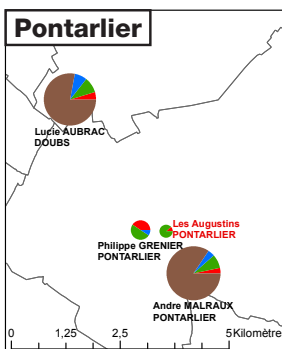 Pontarlier
Lucie AUBRAC
DOUBS
Les Augustins
PONTARLIER
Philippe GRENIER
PONTARLIER
Andre MALRAUX
PONTARLIER
0 1,25 2,5 5 Kilomètre